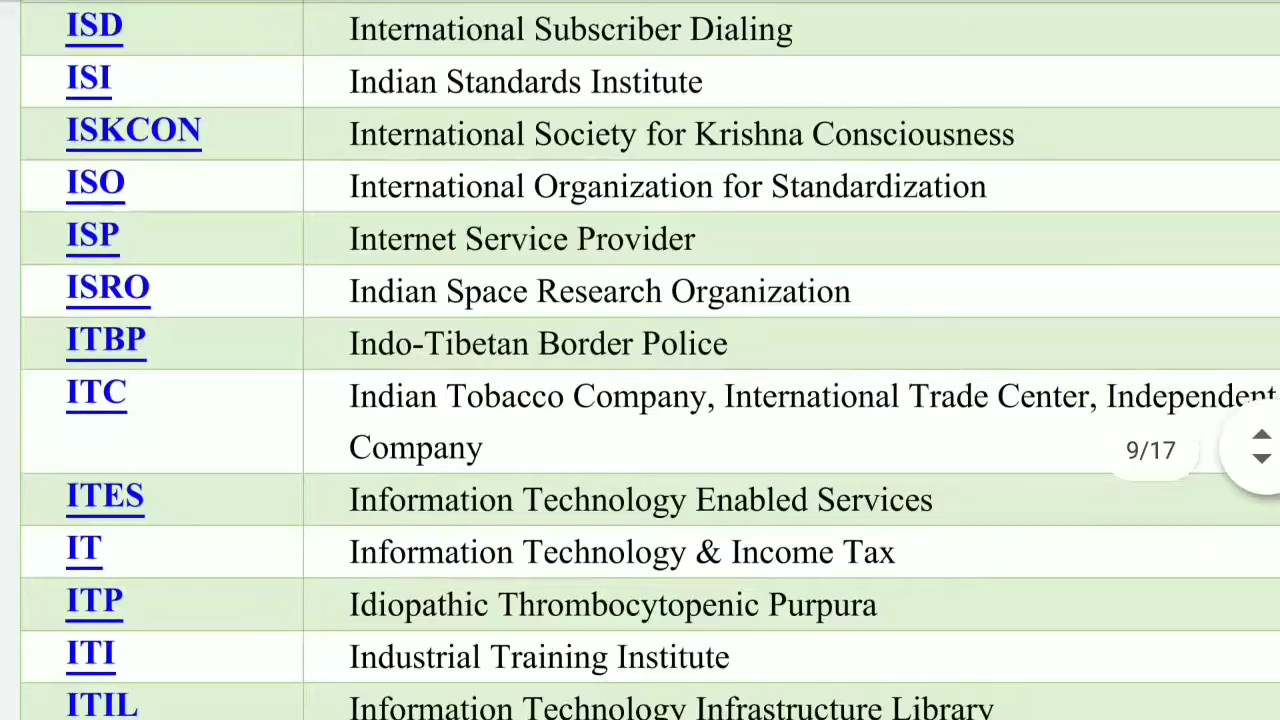 ISD International Subscriber Dialing
ISI Indian Standards Institute
ISKCON International Society for Krishna Consciousness
ISO International Organization for Standardization
ISP Internet Service Provider
ISRO Indian Space Research Organization
ITBP Indo-Tibetan Border Police
ITC Indian Tobacco Company, International Trade Center, Independent
Company
9/17
ITES Information Technology Enabled Services
IT Information Technology & Income Tax
ITP Idiopathic Thrombocytopenic Purpura
ITI Industrial Training Institute
ITIL Information Technology Infrastructure Library